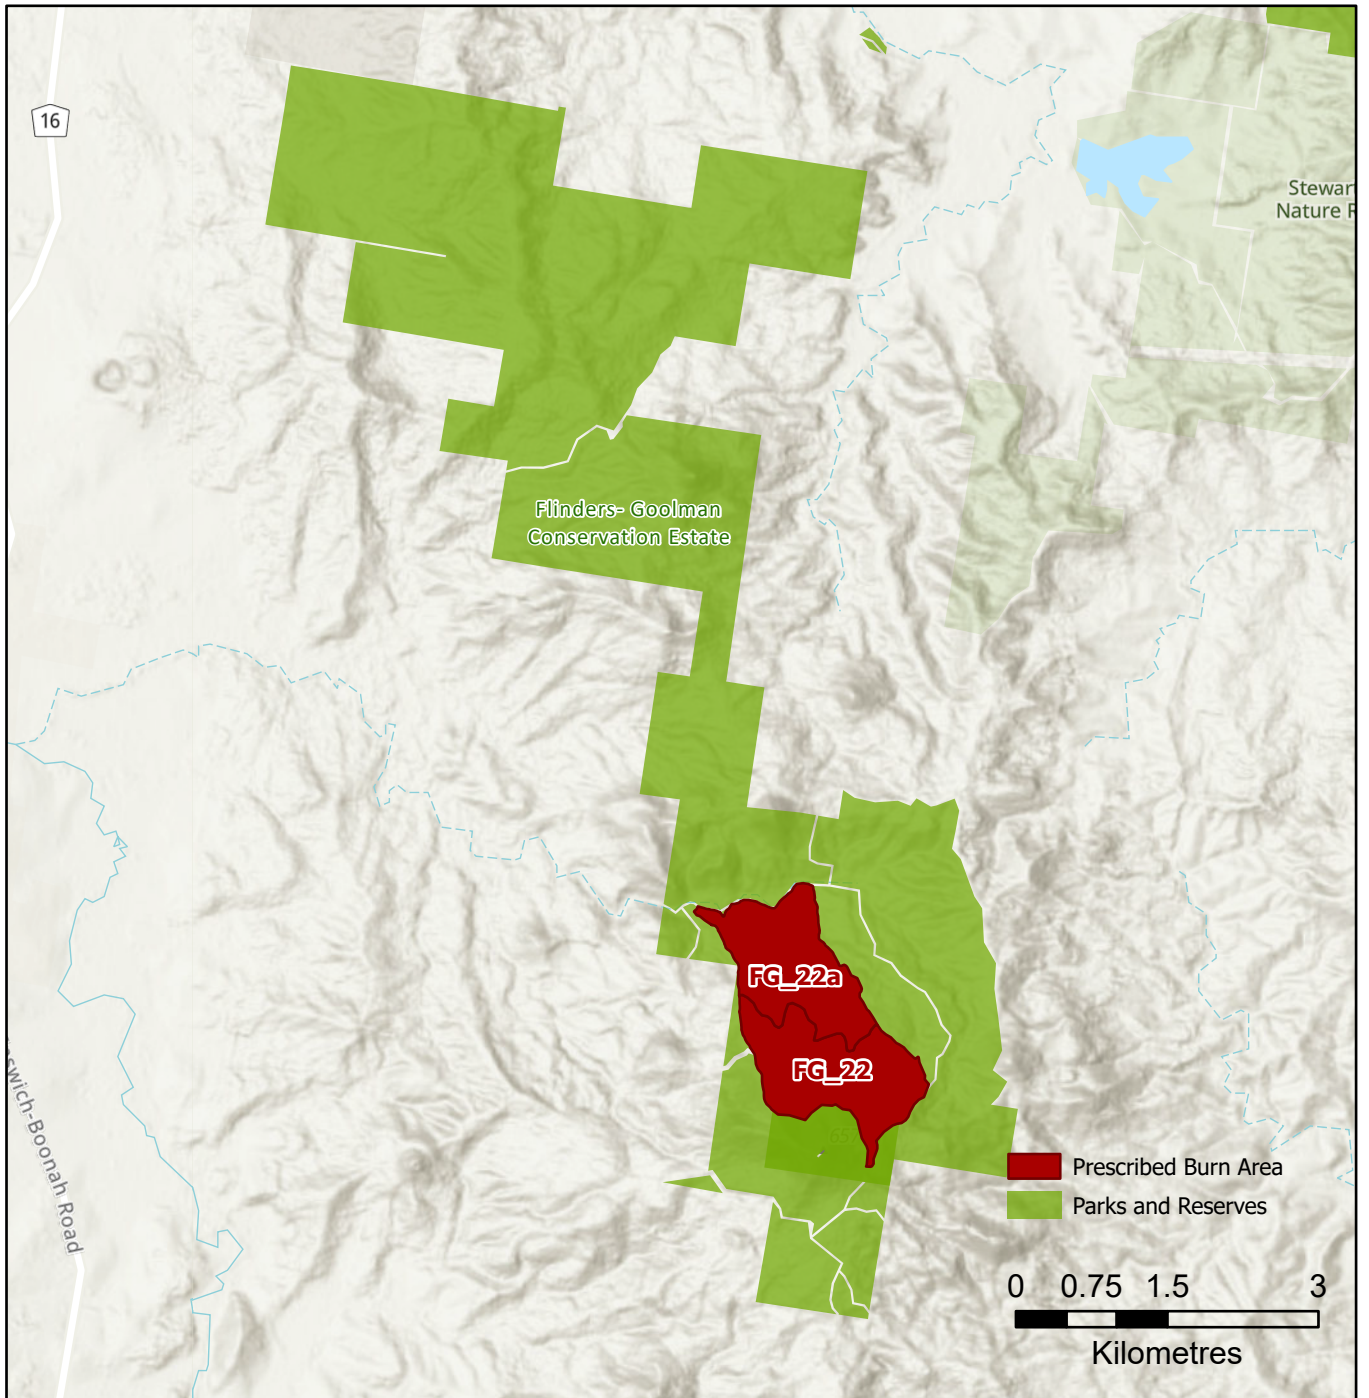 16
Stewar
Nature R
Flinders- Goolman
Conservation Estate
FG_22a
FG_22
swich-Boonah Road
Prescribed Burn Area
Parks and Reserves
0 0.75 1.5 3
Kilometres